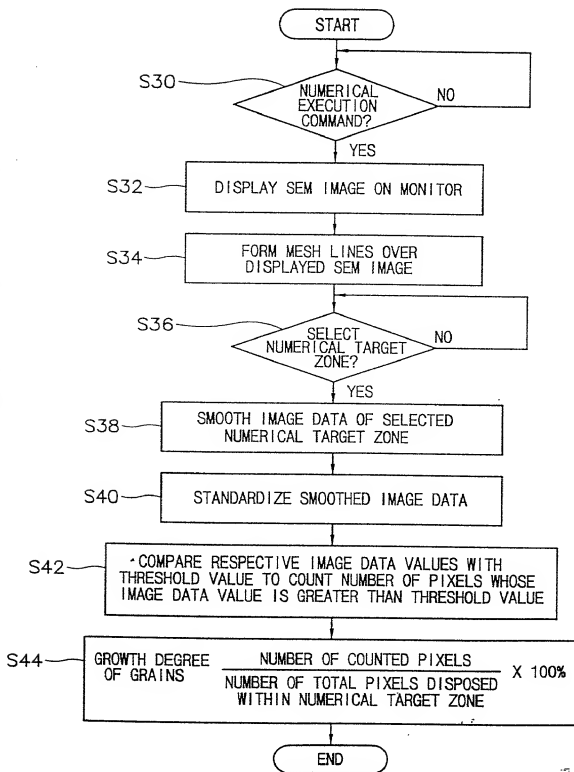 START
S30
NUMERICAL
EXECUTION
COMMAND?
NO
YES
S32
DISPLAY SEM IMAGE ON MONITOR
S34
FORM MESH LINES OVER
DISPLAYED SEM IMAGE
S36
SELECT
NUMERICAL TARGET
ZONE?
NO
YES
S38
SMOOTH IMAGE DATA OF SELECTED
NUMERICAL TARGET ZONE
S40
STANDARDIZE SMOOTHED IMAGE DATA
S42
COMPARE RESPECTIVE IMAGE DATA VALUES WITH
THRESHOLD VALUE TO COUNT NUMBER OF PIXELS WHOSE
IMAGE DATA VALUE IS GREATER THAN THRESHOLD VALUE
S44
GROWTH DEGREE
OF GRAINS
NUMBER OF COUNTED PIXELS
NUMBER OF TOTAL PIXELS DISPOSED
WITHIN NUMERICAL TARGET ZONE
X 100%
END